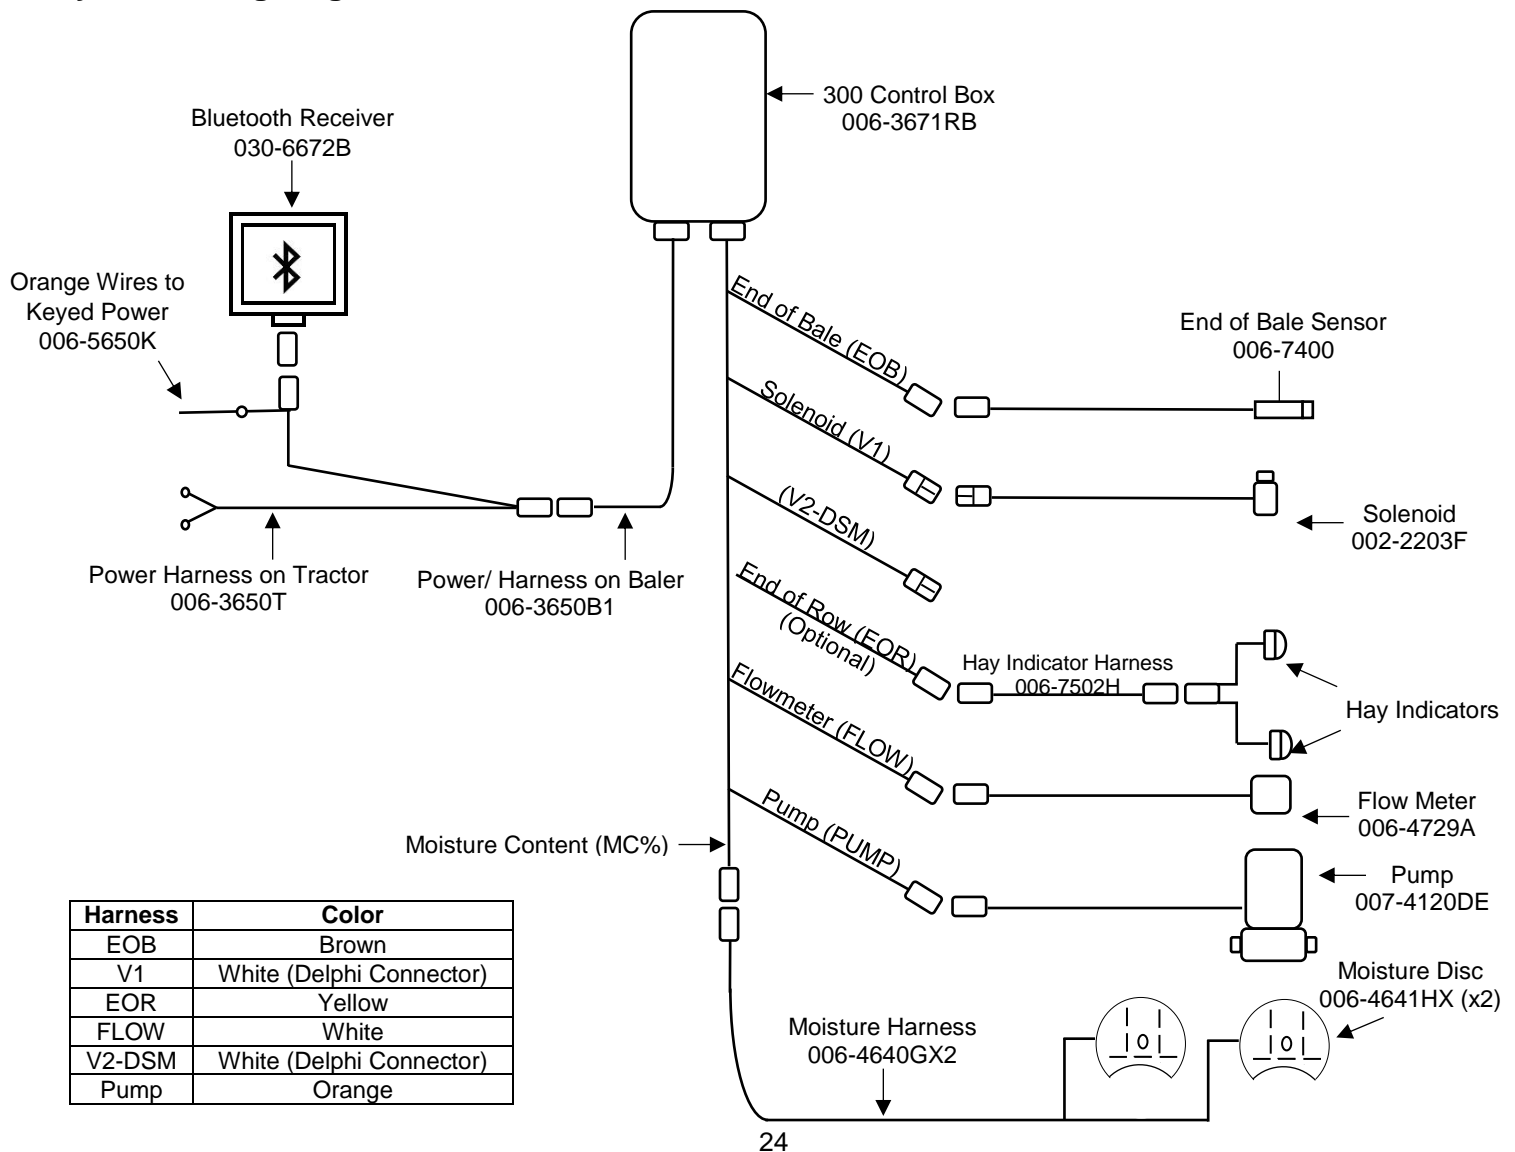 300 Control Box
006-3671RB
Bluetooth Receiver
030-6672B
Orange Wires to
Keyed Power
006-5650K
End of Bale (EOB)
End of Bale Sensor
006-7400
Solenoid (V1)
Solenoid
002-2203F
(V2-DSM)
Power Harness on Tractor
006-3650T
Power/ Harness on Baler
006-3650B1
End of Row (EOR)
(Optional)
Hay Indicator Harness
006-7502H
Hay Indicators
Flowmeter (FLOW)
Flow Meter
006-4729A
Pump (PUMP)
Pump
007-4120DE
Moisture Content (MC%)
Harness Color
EOB Brown
V1 White (Delphi Connector)
EOR Yellow
FLOW White
V2-DSM White (Delphi Connector)
Pump Orange
Moisture Disc
006-4641HX (x2)
Moisture Harness
006-4640GX2
24